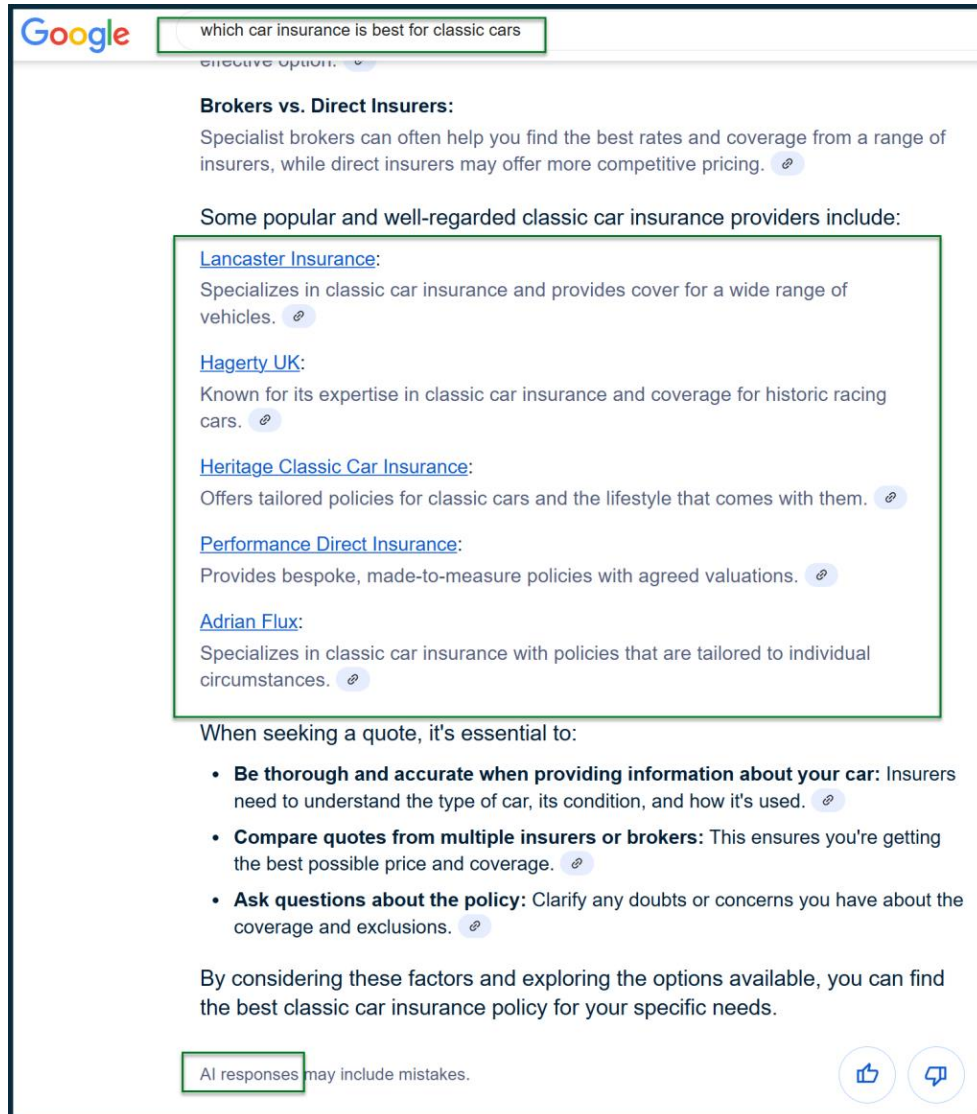 Google
which car insurance is best for classic cars
effective option.
Brokers vs. Direct Insurers:
Specialist brokers can often help you find the best rates and coverage from a range of
insurers, while direct insurers may offer more competitive pricing.
Some popular and well-regarded classic car insurance providers include:
Lancaster Insurance:
Specializes in classic car insurance and provides cover for a wide range of
vehicles.
Hagerty UK:
Known for its expertise in classic car insurance and coverage for historic racing
cars.
Heritage Classic Car Insurance:
Offers tailored policies for classic cars and the lifestyle that comes with them.
Performance Direct Insurance:
Provides bespoke, made-to-measure policies with agreed valuations.
Adrian Flux:
Specializes in classic car insurance with policies that are tailored to individual
circumstances.
When seeking a quote, it's essential to:
• Be thorough and accurate when providing information about your car: Insurers
need to understand the type of car, its condition, and how it's used.
• Compare quotes from multiple insurers or brokers: This ensures you're getting
the best possible price and coverage.
• Ask questions about the policy: Clarify any doubts or concerns you have about the
coverage and exclusions.
By considering these factors and exploring the options available, you can find
the best classic car insurance policy for your specific needs.
AI responses may include mistakes.